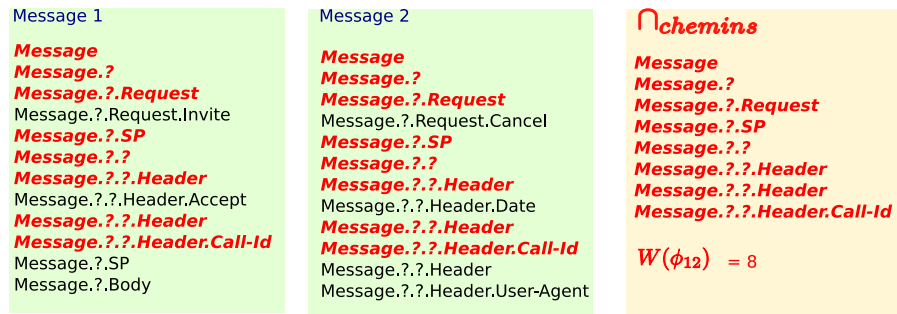 Message 1
Message
Message.?
Message.?.Request
Message.?.Request.Invite
Message.?.SP
Message.?.?
Message.?.?.Header
Message.?.?.Header.Accept
Message.?.?.Header
Message.?.?.Header.Call-Id
Message.?.SP
Message.?.Body
Message 2
Message
Message.?
Message.?.Request
Message.?.Request.Cancel
Message.?.SP
Message.?.?
Message.?.?.Header
Message.?.?.Header.Date
Message.?.?.Header
Message.?.?.Header.Call-Id
Message.?.?.Header
Message.?.?.Header.User-Agent
⋂chemins
Message
Message.?
Message.?.Request
Message.?.SP
Message.?.?
Message.?.?.Header
Message.?.?.Header
Message.?.?.Header.Call-Id
W(ϕ₁₂) = 8